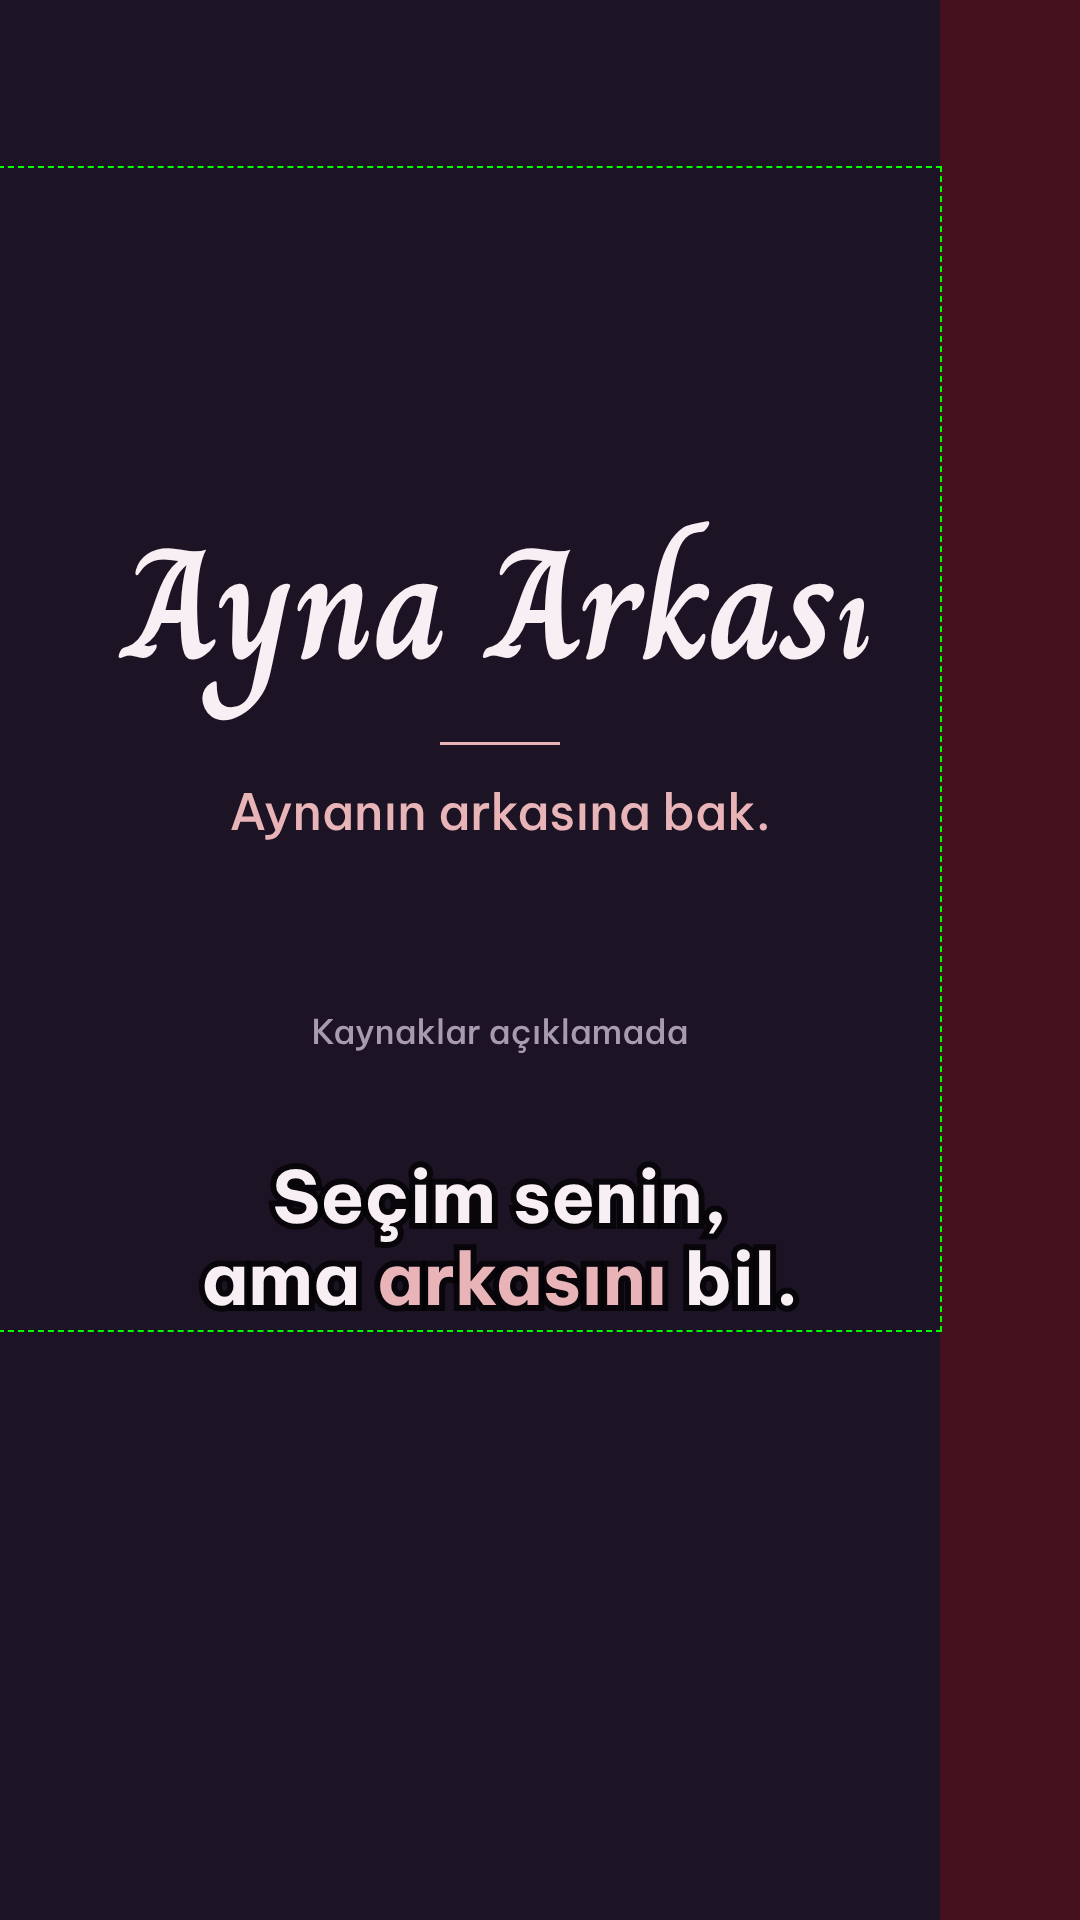 Ayna Arkası
Aynanın arkasına bak.
Kaynaklar açıklamada
Seçim senin,
ama arkasını bil.